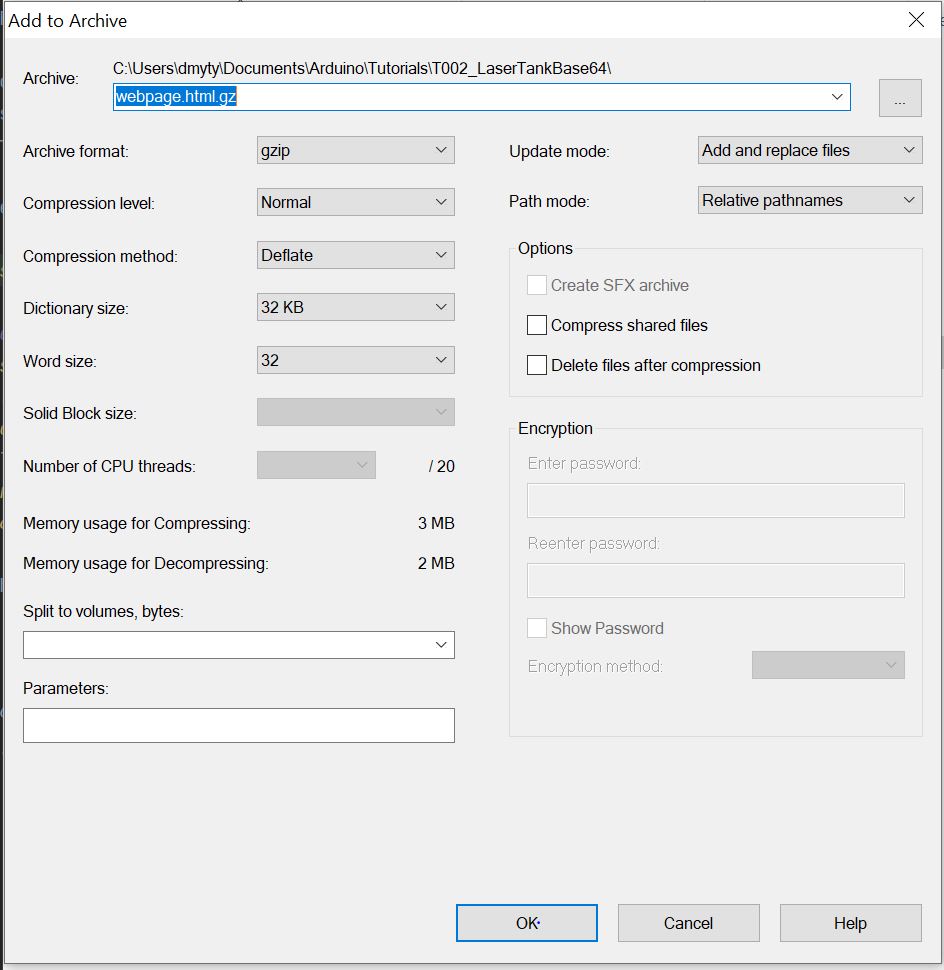 Add to Archive
Archive: C:\Users\dmyty\Documents\Arduino\Tutorials\T002_LaserTankBase64\
webpage.html.gz
...
Archive format: gzip
Update mode: Add and replace files
Compression level: Normal
Path mode: Relative pathnames
Compression method: Deflate
Dictionary size: 32 KB
Word size: 32
Solid Block size:
Number of CPU threads: / 20
Memory usage for Compressing: 3 MB
Memory usage for Decompressing: 2 MB
Split to volumes, bytes:
Parameters:
Options
Create SFX archive
Compress shared files
Delete files after compression
Encryption
Enter password:
Reenter password:
Show Password
Encryption method:
OK
Cancel
Help